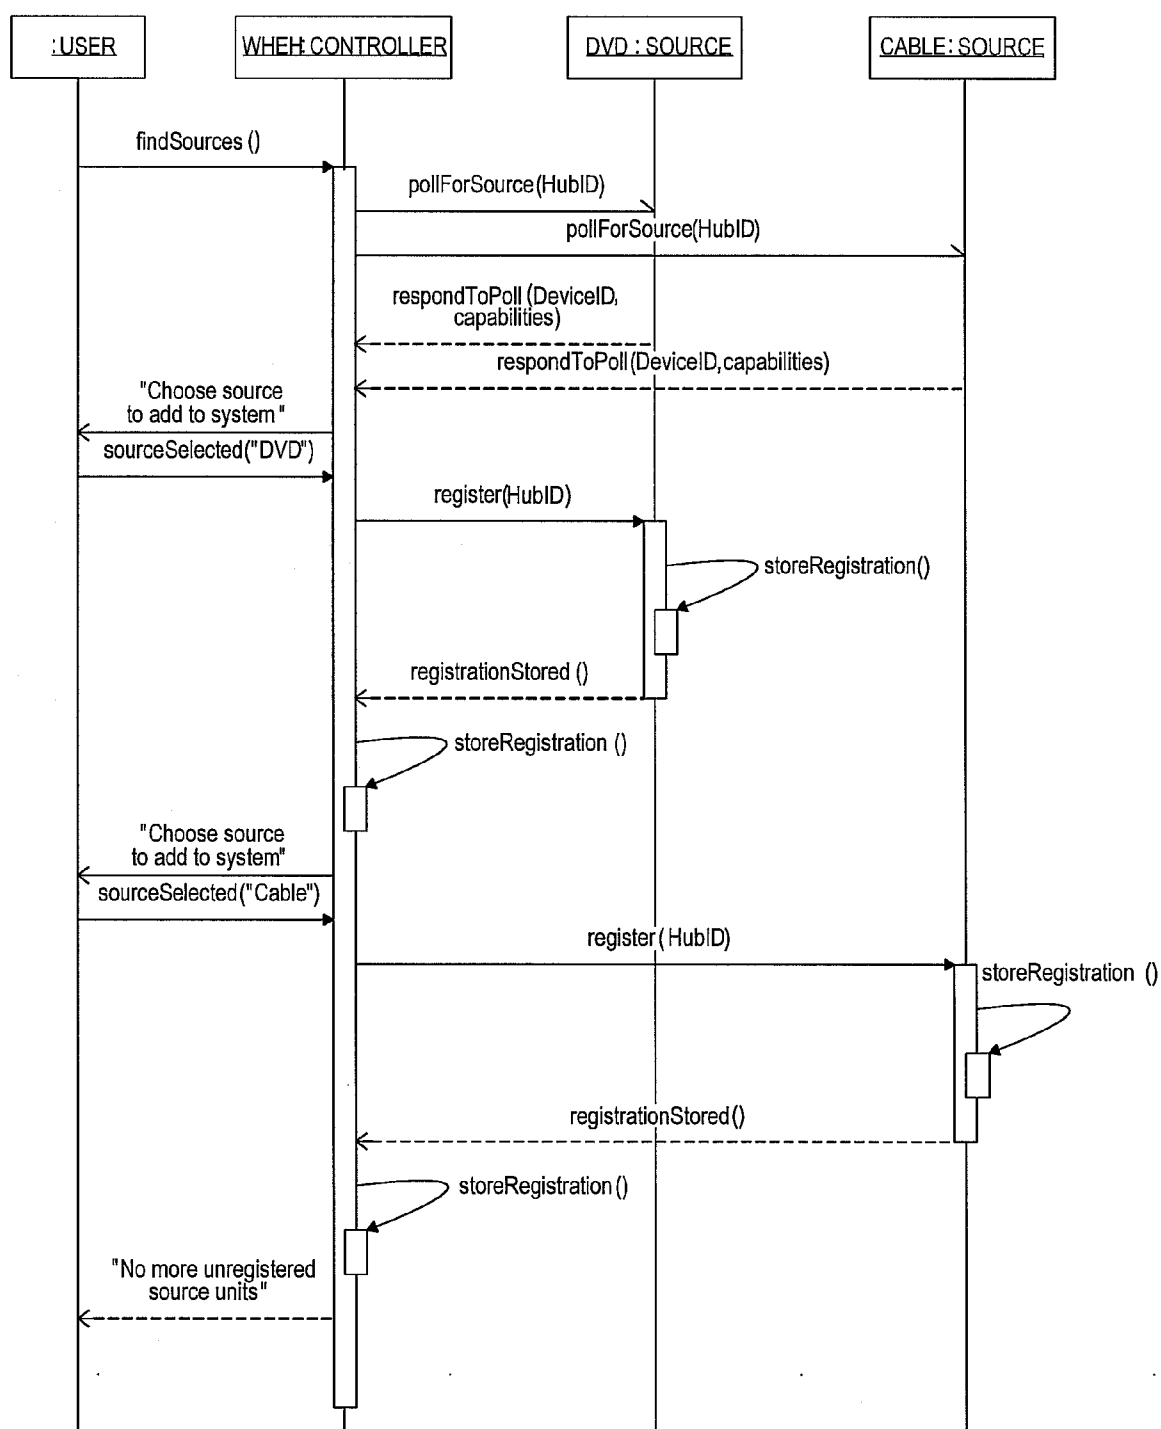 :USER
WHEH:CONTROLLER
DVD : SOURCE
CABLE:SOURCE
findSources ()
pollForSource(HubID)
pollForSource(HubID)
respondToPoll (DeviceID,
capabilities)
respondToPoll(DeviceID,capabilities)
"Choose source
to add to system"
sourceSelected("DVD")
register(HubID)
storeRegistration()
registrationStored ()
storeRegistration ()
"Choose source
to add to system"
sourceSelected("Cable")
register( HubID)
storeRegistration ()
registrationStored()
storeRegistration()
"No more unregistered
source units"